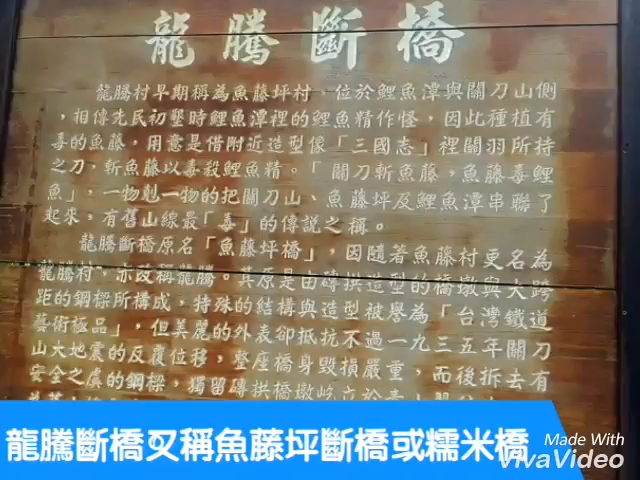 龍騰斷橋
龍騰村早期稱為魚藤坪村、位於鯉魚潭與關刀山側
，相傳先民初墾時鯉魚潭裡的鯉魚精作怪，因此種植有
毒的魚藤，用意是借附近造型像「三國志」裡關羽所持
之刀，斬魚藤以毒殺鯉魚精。「關刀斬魚藤，魚藤毒鯉
魚」，一物剋一物的把關刀山、魚藤坪及鯉魚潭串聯了
起來，有舊山線最「毒」的傳說之稱。
龍騰斷橋原名「魚藤坪橋」，因隨著魚藤村更名為
龍騰村，亦改稱龍騰。其原是由磚拱造型的橋墩與大跨
距的鋼樑所構成，特殊的結構與造型被譽為「台灣鐵道
藝術極品」，但美麗的外表卻抵抗不過一九三五年關刀
山大地震的反覆位移，整座橋身毀損嚴重，而後拆去有
安全之虞的鋼樑，獨留磚拱橋墩屹立於
龍騰斷橋又稱魚藤坪斷橋或糯米橋
Made With
VivaVideo